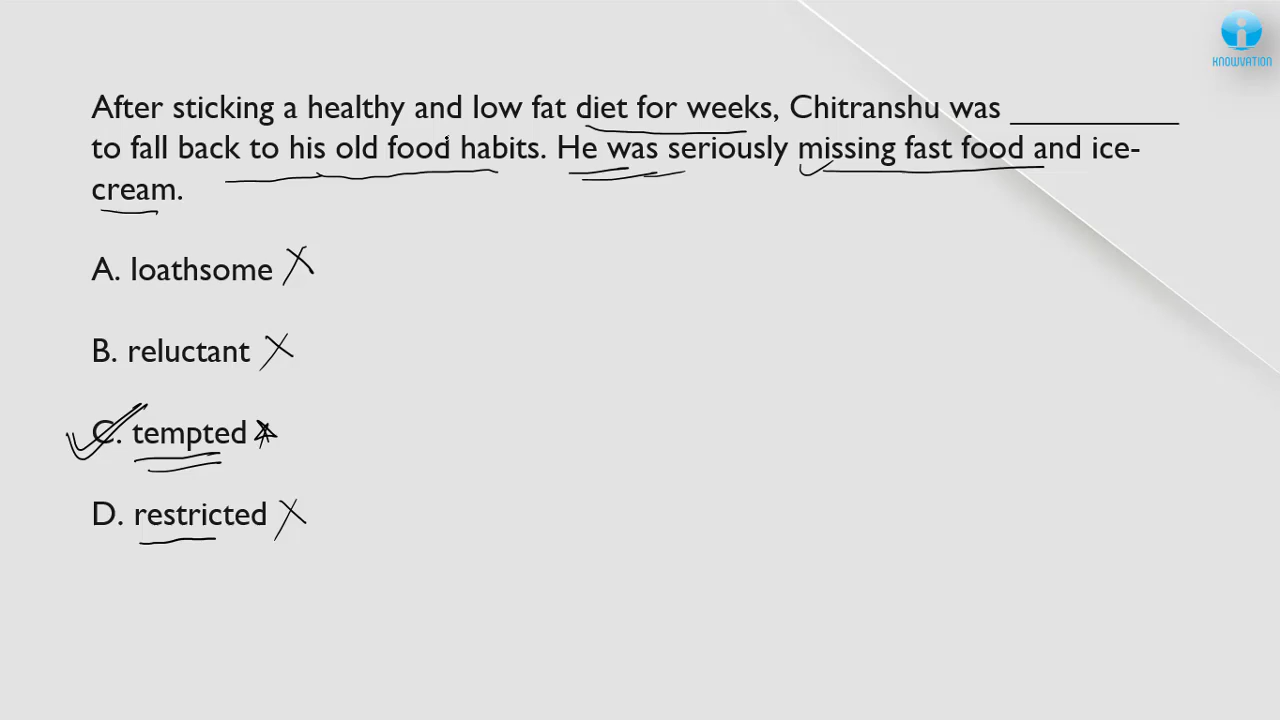 KNOWVATION
After sticking a healthy and low fat diet for weeks, Chitranshu was __________
to fall back to his old food habits. He was seriously missing fast food and ice-
cream.
A. loathsome
B. reluctant
C. tempted
D. restricted